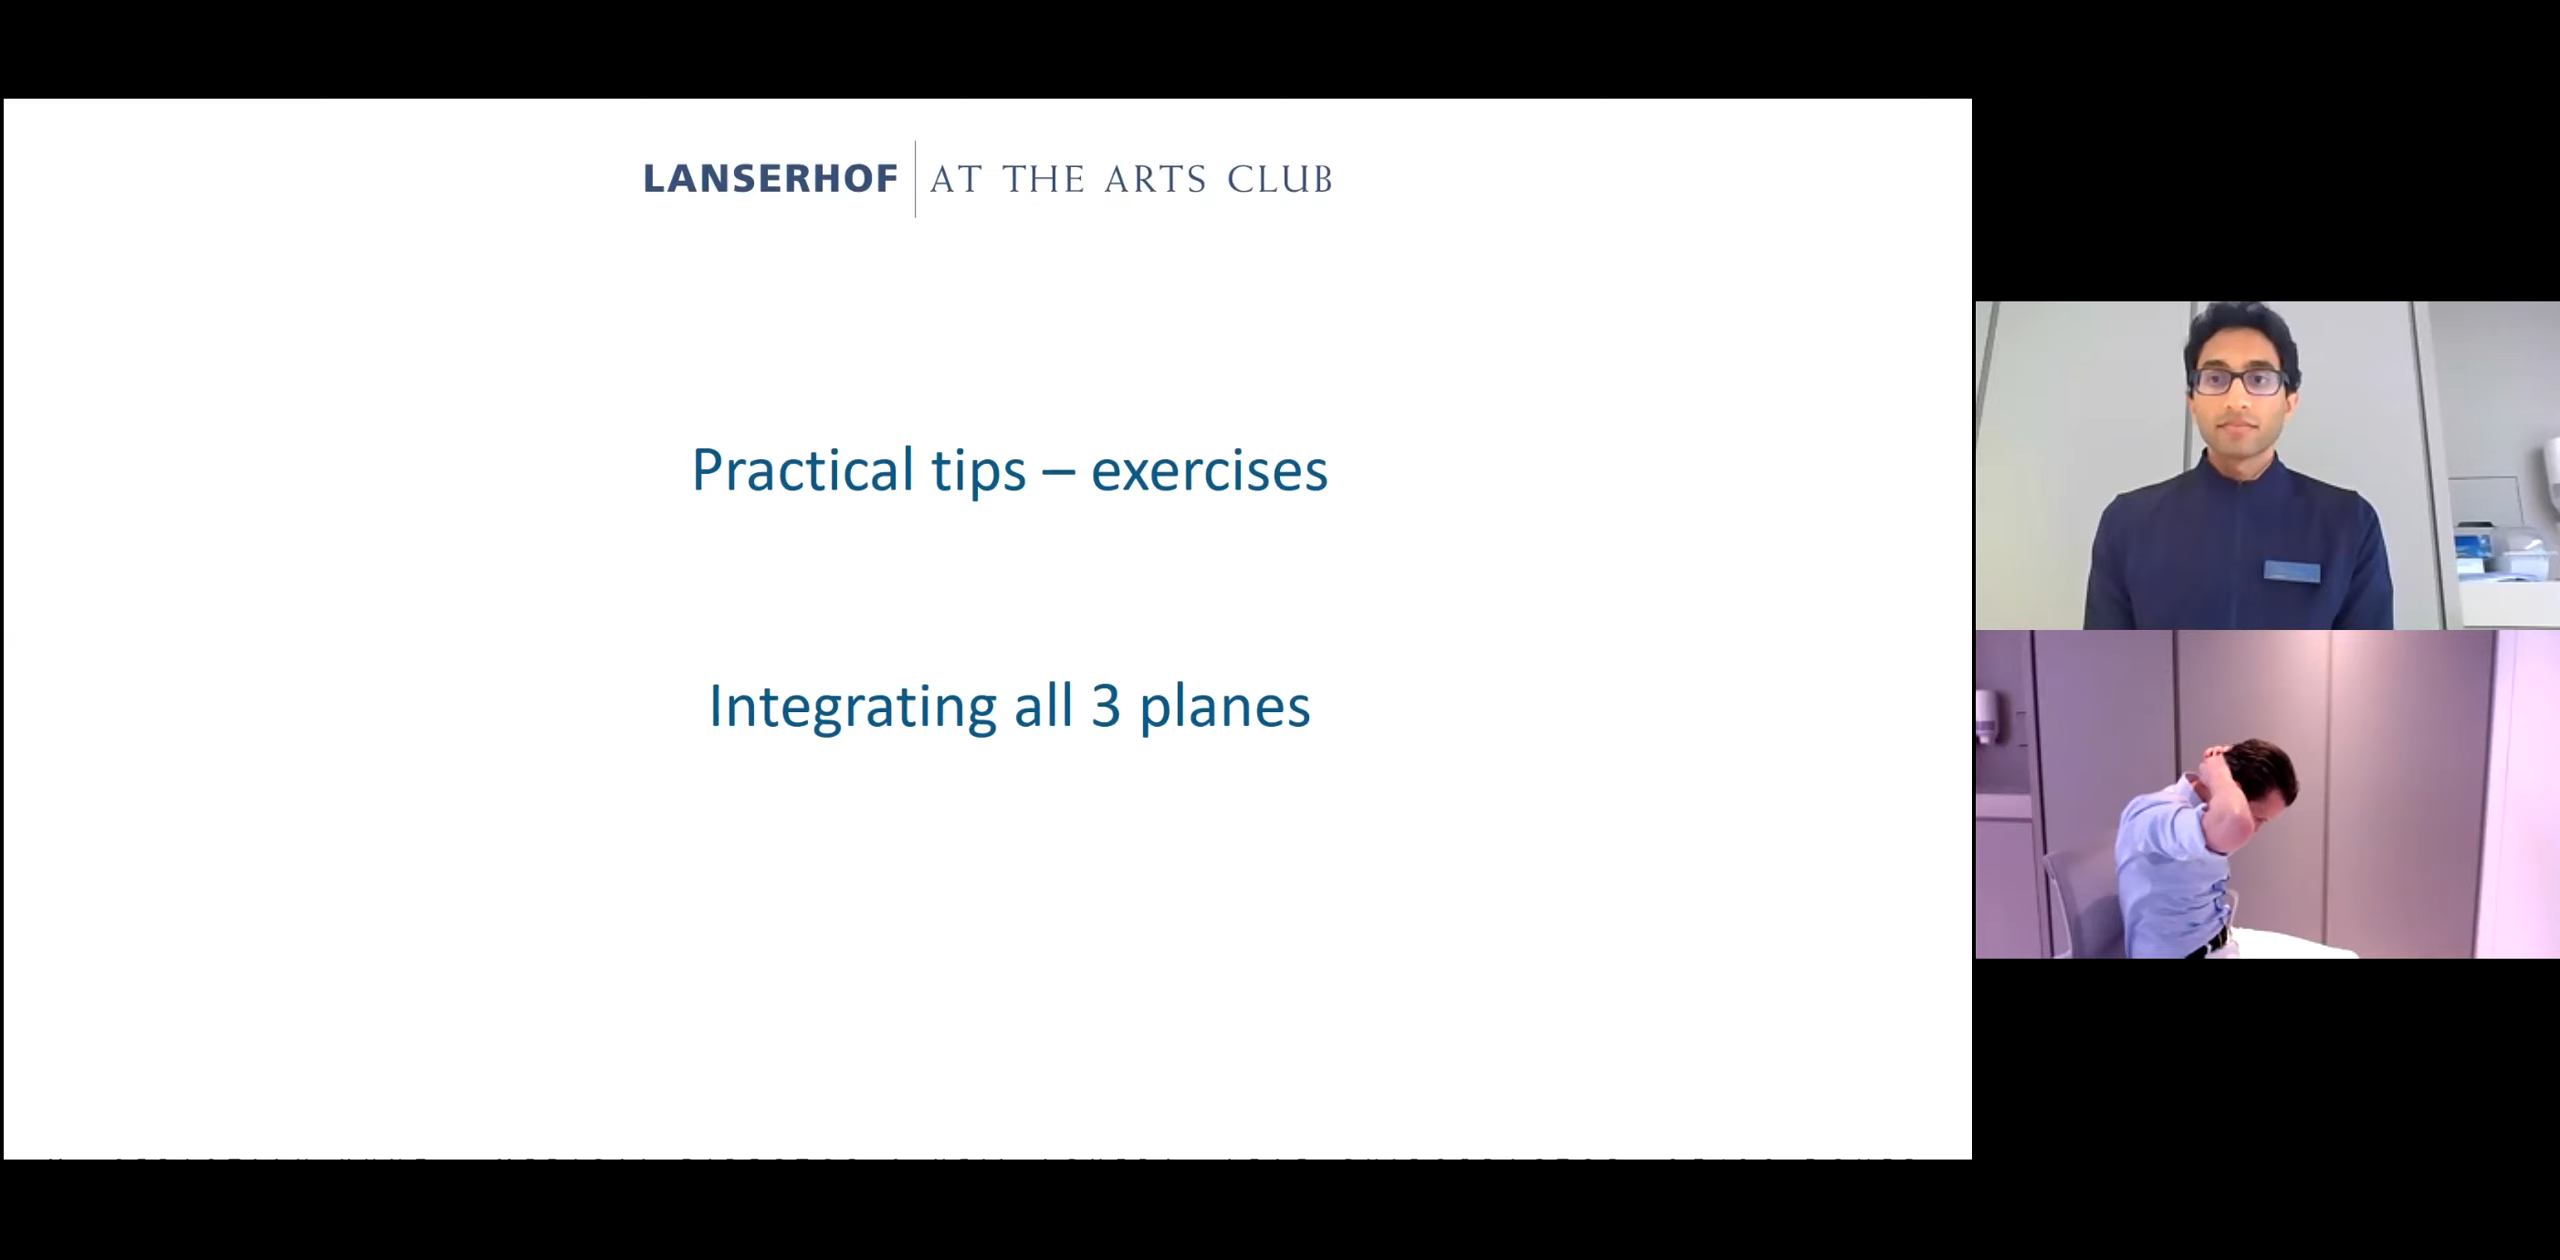 LANSERHOF AT THE ARTS CLUB
Practical tips – exercises
Integrating all 3 planes